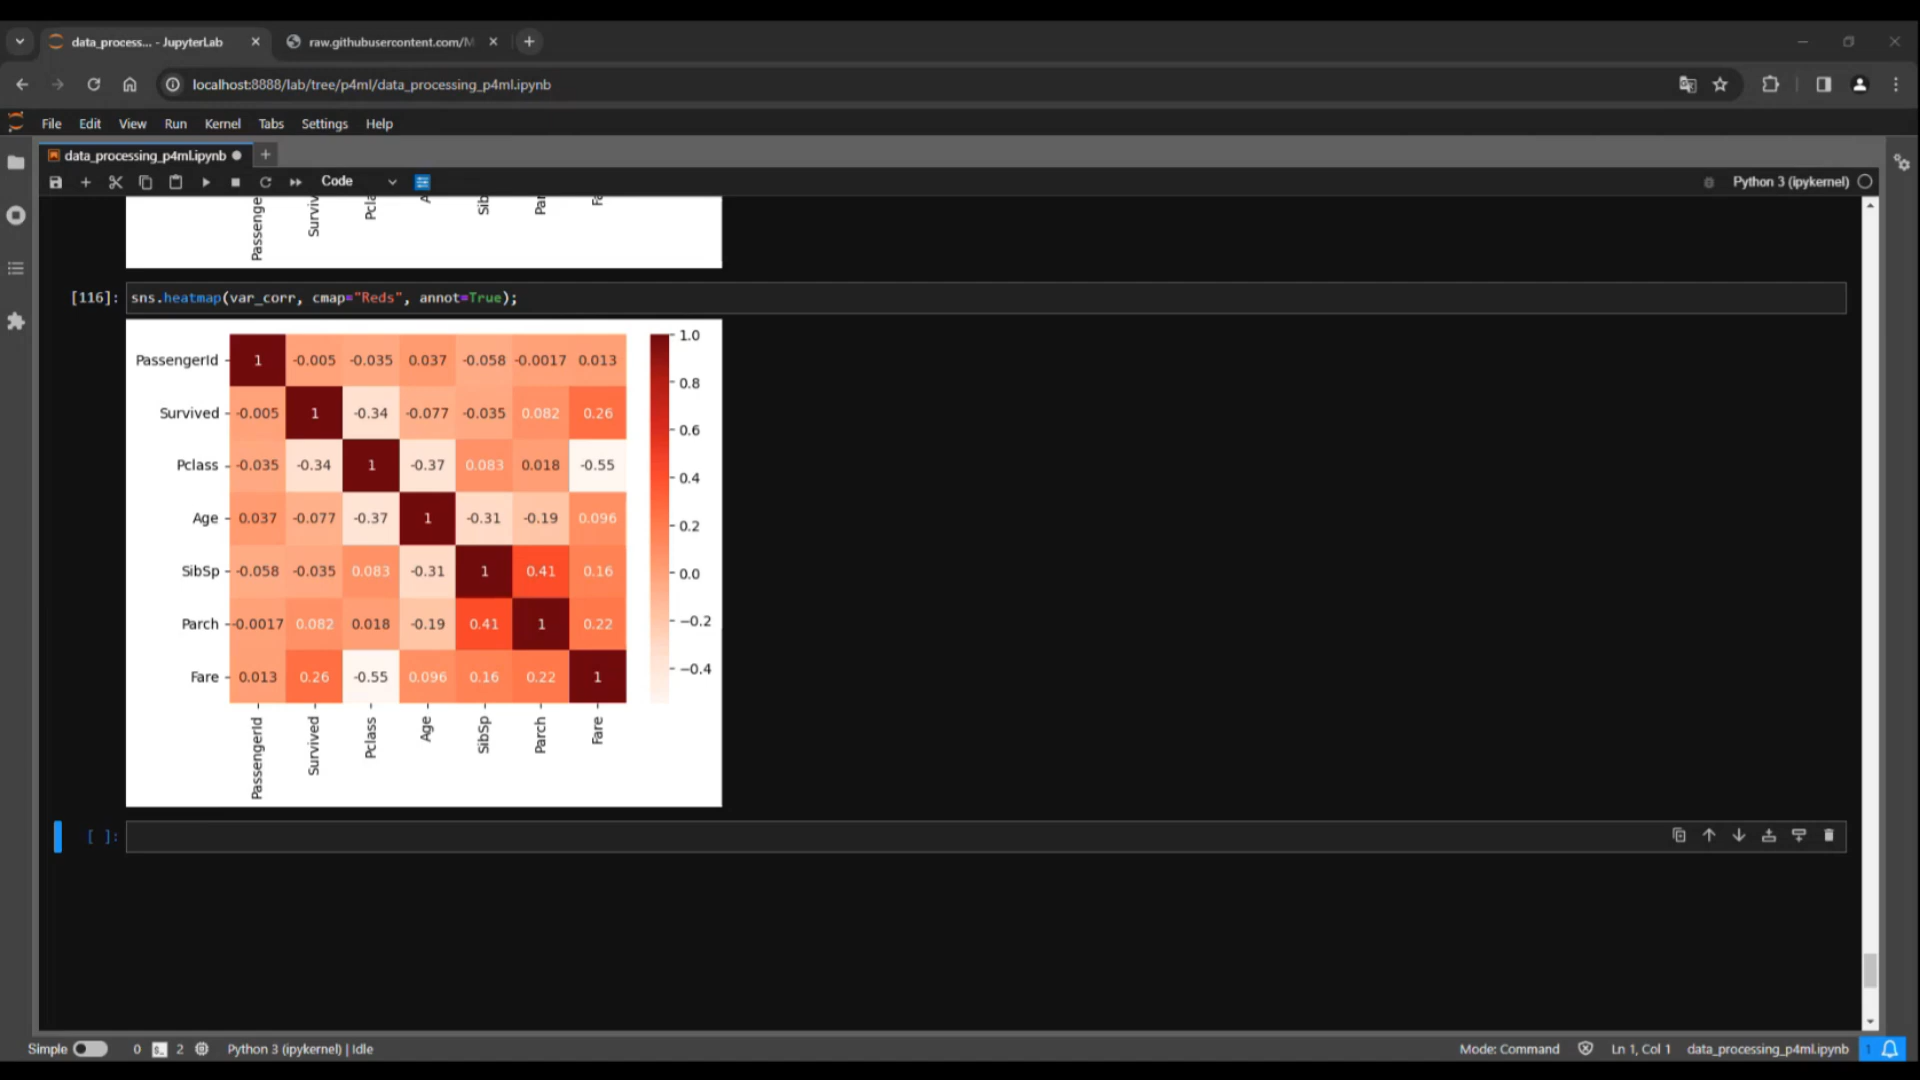 data_process... - JupyterLab
raw.githubusercontent.com/M
localhost:8888/lab/tree/p4ml/data_processing_p4ml.ipynb
File Edit View Run Kernel Tabs Settings Help
data_processing_p4ml.ipynb
Code
Python 3 (ipykernel)
[116]: sns.heatmap(var_corr, cmap="Reds", annot=True);
PassengerId 1 -0.005 -0.035 0.037 -0.058 -0.0017 0.013
Survived -0.005 1 -0.34 -0.077 -0.035 0.082 0.26
Pclass -0.035 -0.34 1 -0.37 0.083 0.018 -0.55
Age 0.037 -0.077 -0.37 1 -0.31 -0.19 0.096
SibSp -0.058 -0.035 0.083 -0.31 1 0.41 0.16
Parch -0.0017 0.082 0.018 -0.19 0.41 1 0.22
Fare 0.013 0.26 -0.55 0.096 0.16 0.22 1
PassengerId Survived Pclass Age SibSp Parch Fare
1.0
0.8
0.6
0.4
0.2
0.0
−0.2
−0.4
[ ]:
Simple 0 2 Python 3 (ipykernel) | Idle
Mode: Command Ln 1, Col 1 data_processing_p4ml.ipynb 1